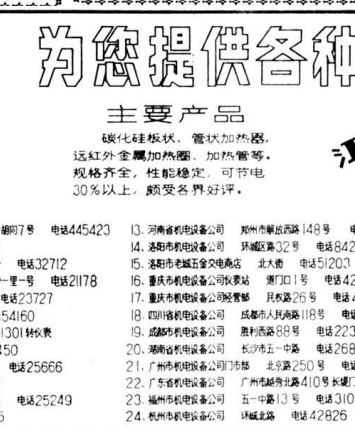 为您提供各种
主要产品
碳化硅板状、管状加热器,
远红外金属加热圈、加热管等。
规格齐全,性能稳定,可节电
30%以上,颇受各界好评。
胡同7号 电话445423
电话32712
一里一号 电话21178
电话23727
54160
1301转仪表
450
电话25666
电话25249
13、河南省机电设备公司 郑州市解放西路148号
14、洛阳市机电设备公司 环城区路32号 电话842
15、洛阳市老城五金交电商店 北大街 电话51203
16、重庆市机电设备公司仪表站 道门口1号 电话42
17、重庆市机电设备公司经营部 民权路26号
18、四川省机电设备公司 成都市人民南路118号
19、成都市机电设备公司 胜利西路88号 电话223
20、湖南省机电设备公司 长沙市五一中路 电话268
21、广州市机电设备公司门市部 北京路250号
22、广东省机电设备公司 广州市越秀北路410号长堤
23、福州市机电设备公司 五一中路13号 电话310
24、杭州市机电设备公司 环城北路 电话42826